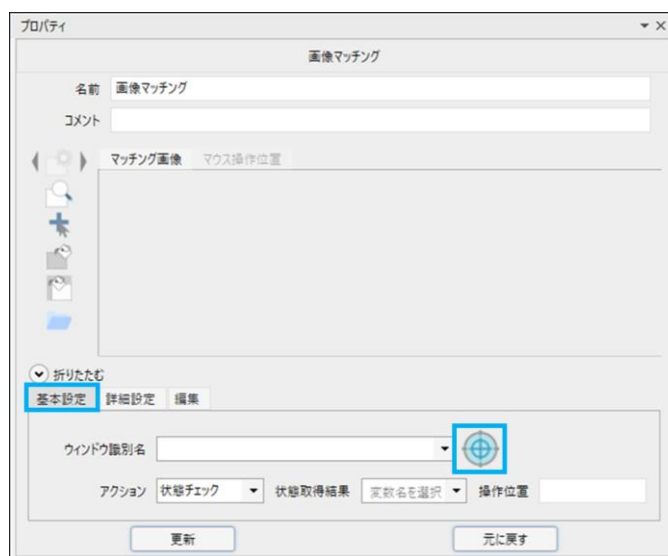 プロパティ
画像マッチング
名前 画像マッチング
コメント
マッチング画像 マウス操作位置
折りたたむ
基本設定 詳細設定 編集
ウィンドウ識別名
アクション 状態チェック 状態取得結果 変数名を選択 操作位置
更新 元に戻す